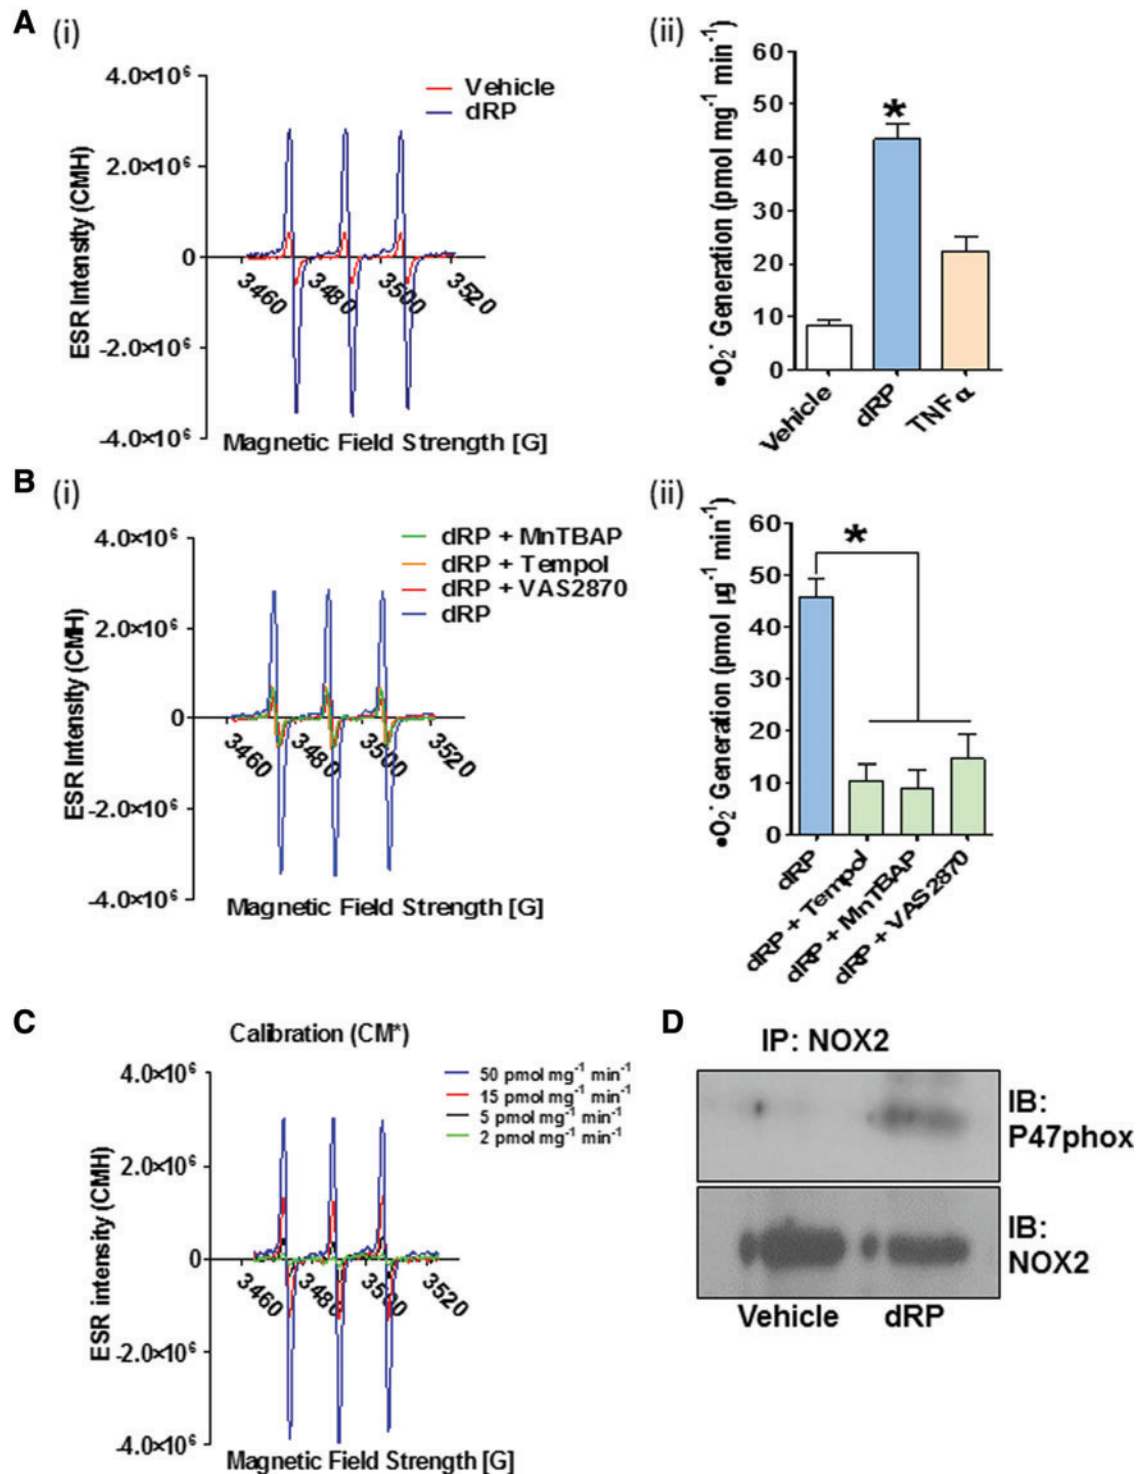 A
(i)
4.0×10⁶
2.0×10⁶
0
-2.0×10⁶
-4.0×10⁶
ESR Intensity (CMH)
Vehicle
dRP
3460
3480
3500
3520
Magnetic Field Strength [G]
(ii)
60
50
40
30
20
10
0
•O₂⁻ Generation (pmol mg⁻¹ min⁻¹)
*
Vehicle
dRP
TNFα
B
(i)
4.0×10⁶
2.0×10⁶
0
-2.0×10⁶
-4.0×10⁶
ESR Intensity (CMH)
dRP + MnTBAP
dRP + Tempol
dRP + VAS2870
dRP
3460
3480
3500
3520
Magnetic Field Strength [G]
(ii)
60
50
40
30
20
10
0
•O₂⁻ Generation (pmol µg⁻¹ min⁻¹)
*
dRP
dRP + Tempol
dRP + MnTBAP
dRP + VAS2870
C
Calibration (CM*)
4.0×10⁶
2.0×10⁶
0
-2.0×10⁶
-4.0×10⁶
ESR intensity (CMH)
50 pmol mg⁻¹ min⁻¹
15 pmol mg⁻¹ min⁻¹
5 pmol mg⁻¹ min⁻¹
2 pmol mg⁻¹ min⁻¹
3460
3480
3500
3520
Magnetic Field Strength [G]
D
IP: NOX2
IB:
P47phox
IB:
NOX2
Vehicle dRP